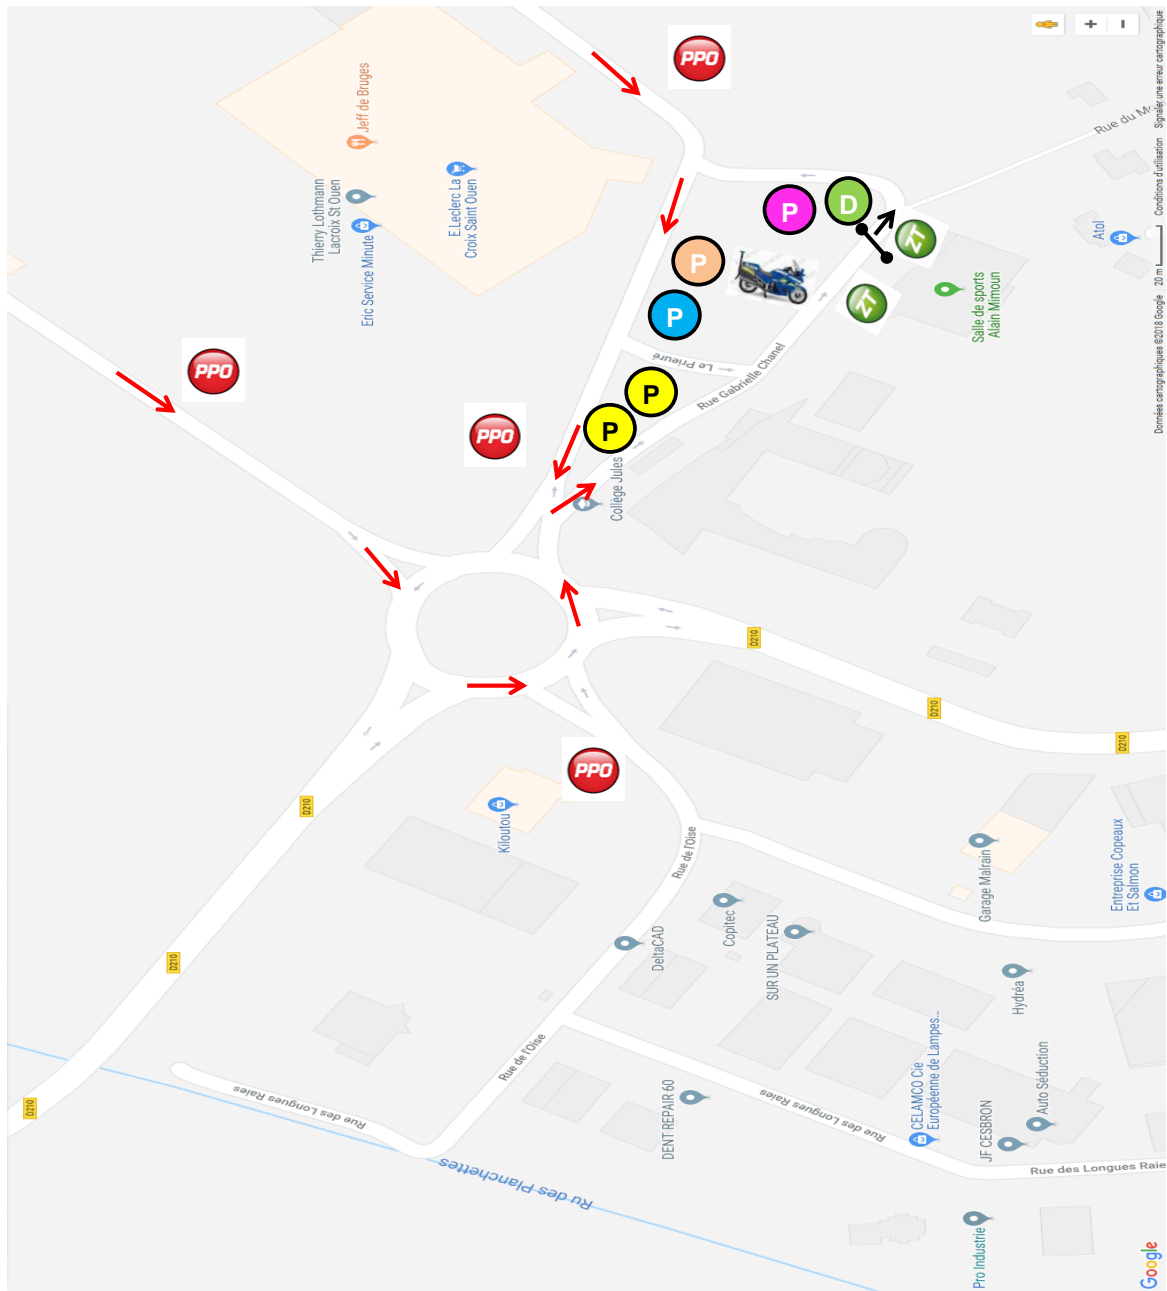 PPO
Jeff de Bruges
Thierry Lothmann
Lacroix St Ouen
E.Leclerc La
Croix Saint Ouen
Eric Service Minute
Rue du
Conditions d'utilisation
Signaler une erreur cartographique
20 m
Données cartographiques ©2018 Google
Atol
P
D
ZT
P
P
ZT
Salle de sports
Alain Mimoun
Le Prieuré
Rue Gabrielle Chanel
P
P
PPO
PPO
Collège Jules
D210
D210
D210
PPO
D210
Kiloutou
Rue de l'Oise
Garage Malrain
Entreprise Copeaux
Et Salmon
Copitec
DeltaCAD
SUR UN PLATEAU
D210
Hydréa
Rue de l'Oise
CELAMCO Cie
Européenne de Lampes...
Auto Séduction
JF CESBRON
D210
Rue des Longues Raies
DENT REPAIR 60
Rue des Longues Raies
Rue des Longues Raie
Ru des Planchettes
Pro Industrie
Google